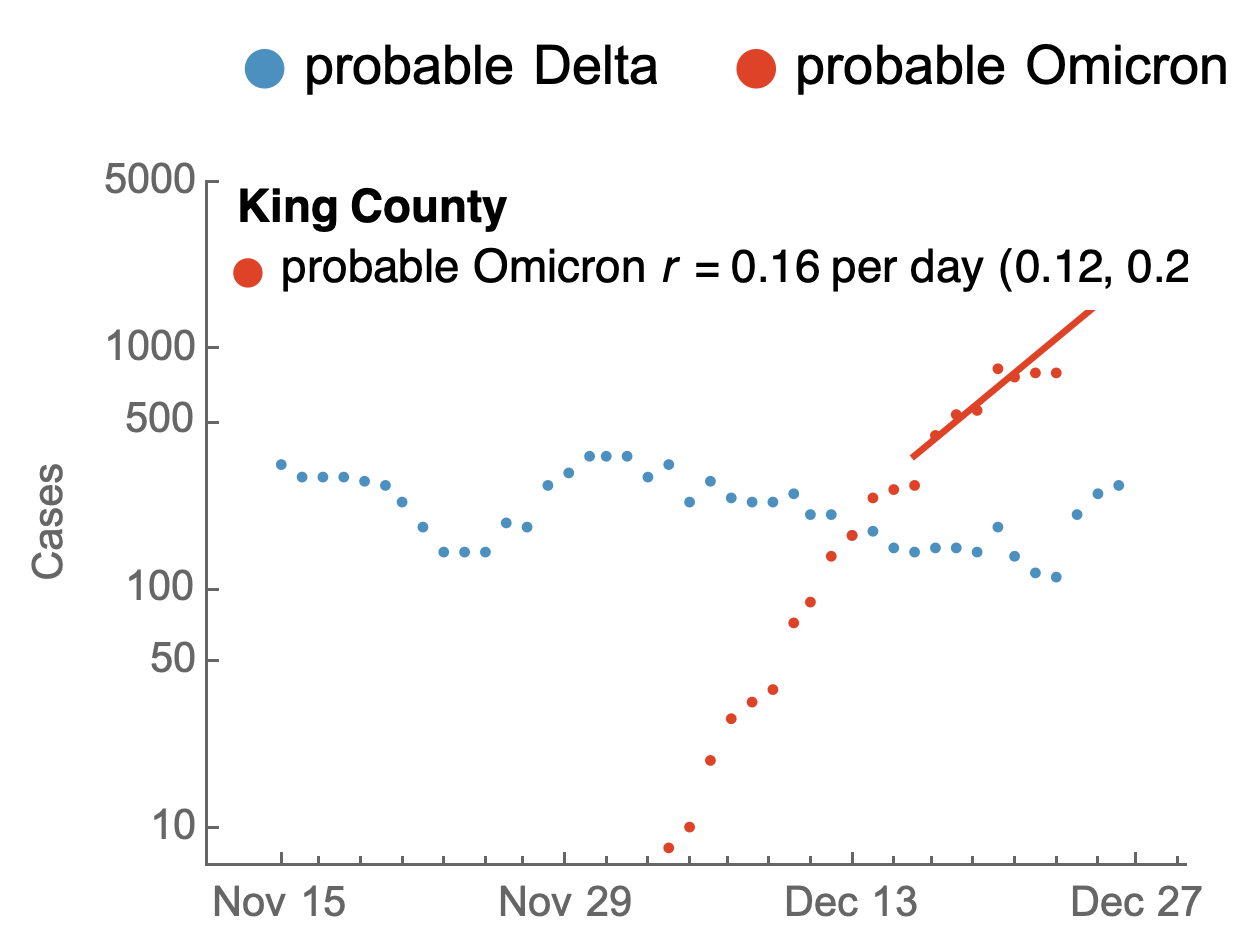 probable Delta probable Omicron
5000
King County
probable Omicron r = 0.16 per day (0.12, 0.2
1000
500
Cases
100
50
10
Nov 15 Nov 29 Dec 13 Dec 27